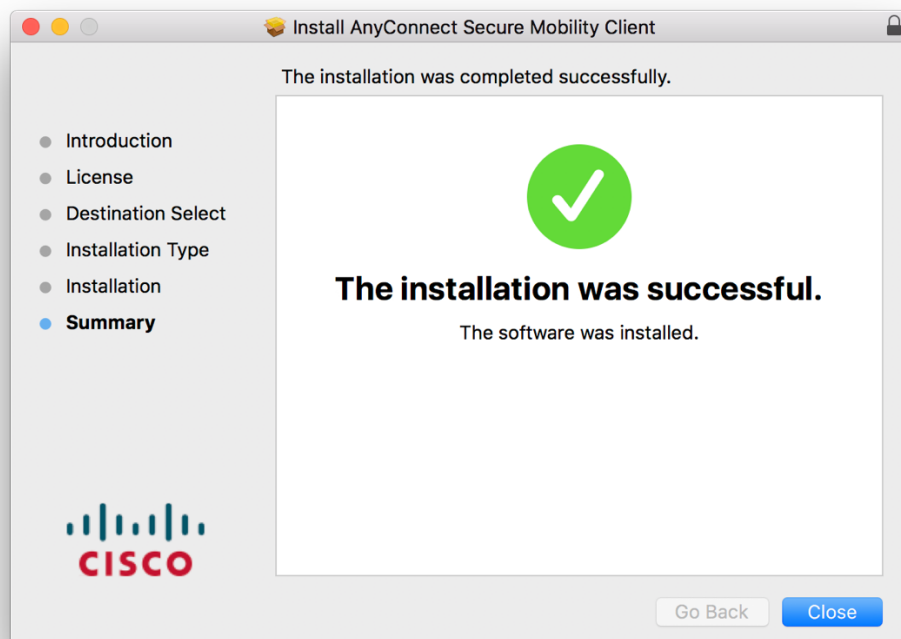 Install AnyConnect Secure Mobility Client
The installation was completed successfully.
Introduction
License
Destination Select
Installation Type
Installation
Summary
The installation was successful.
The software was installed.
CISCO
Go Back
Close